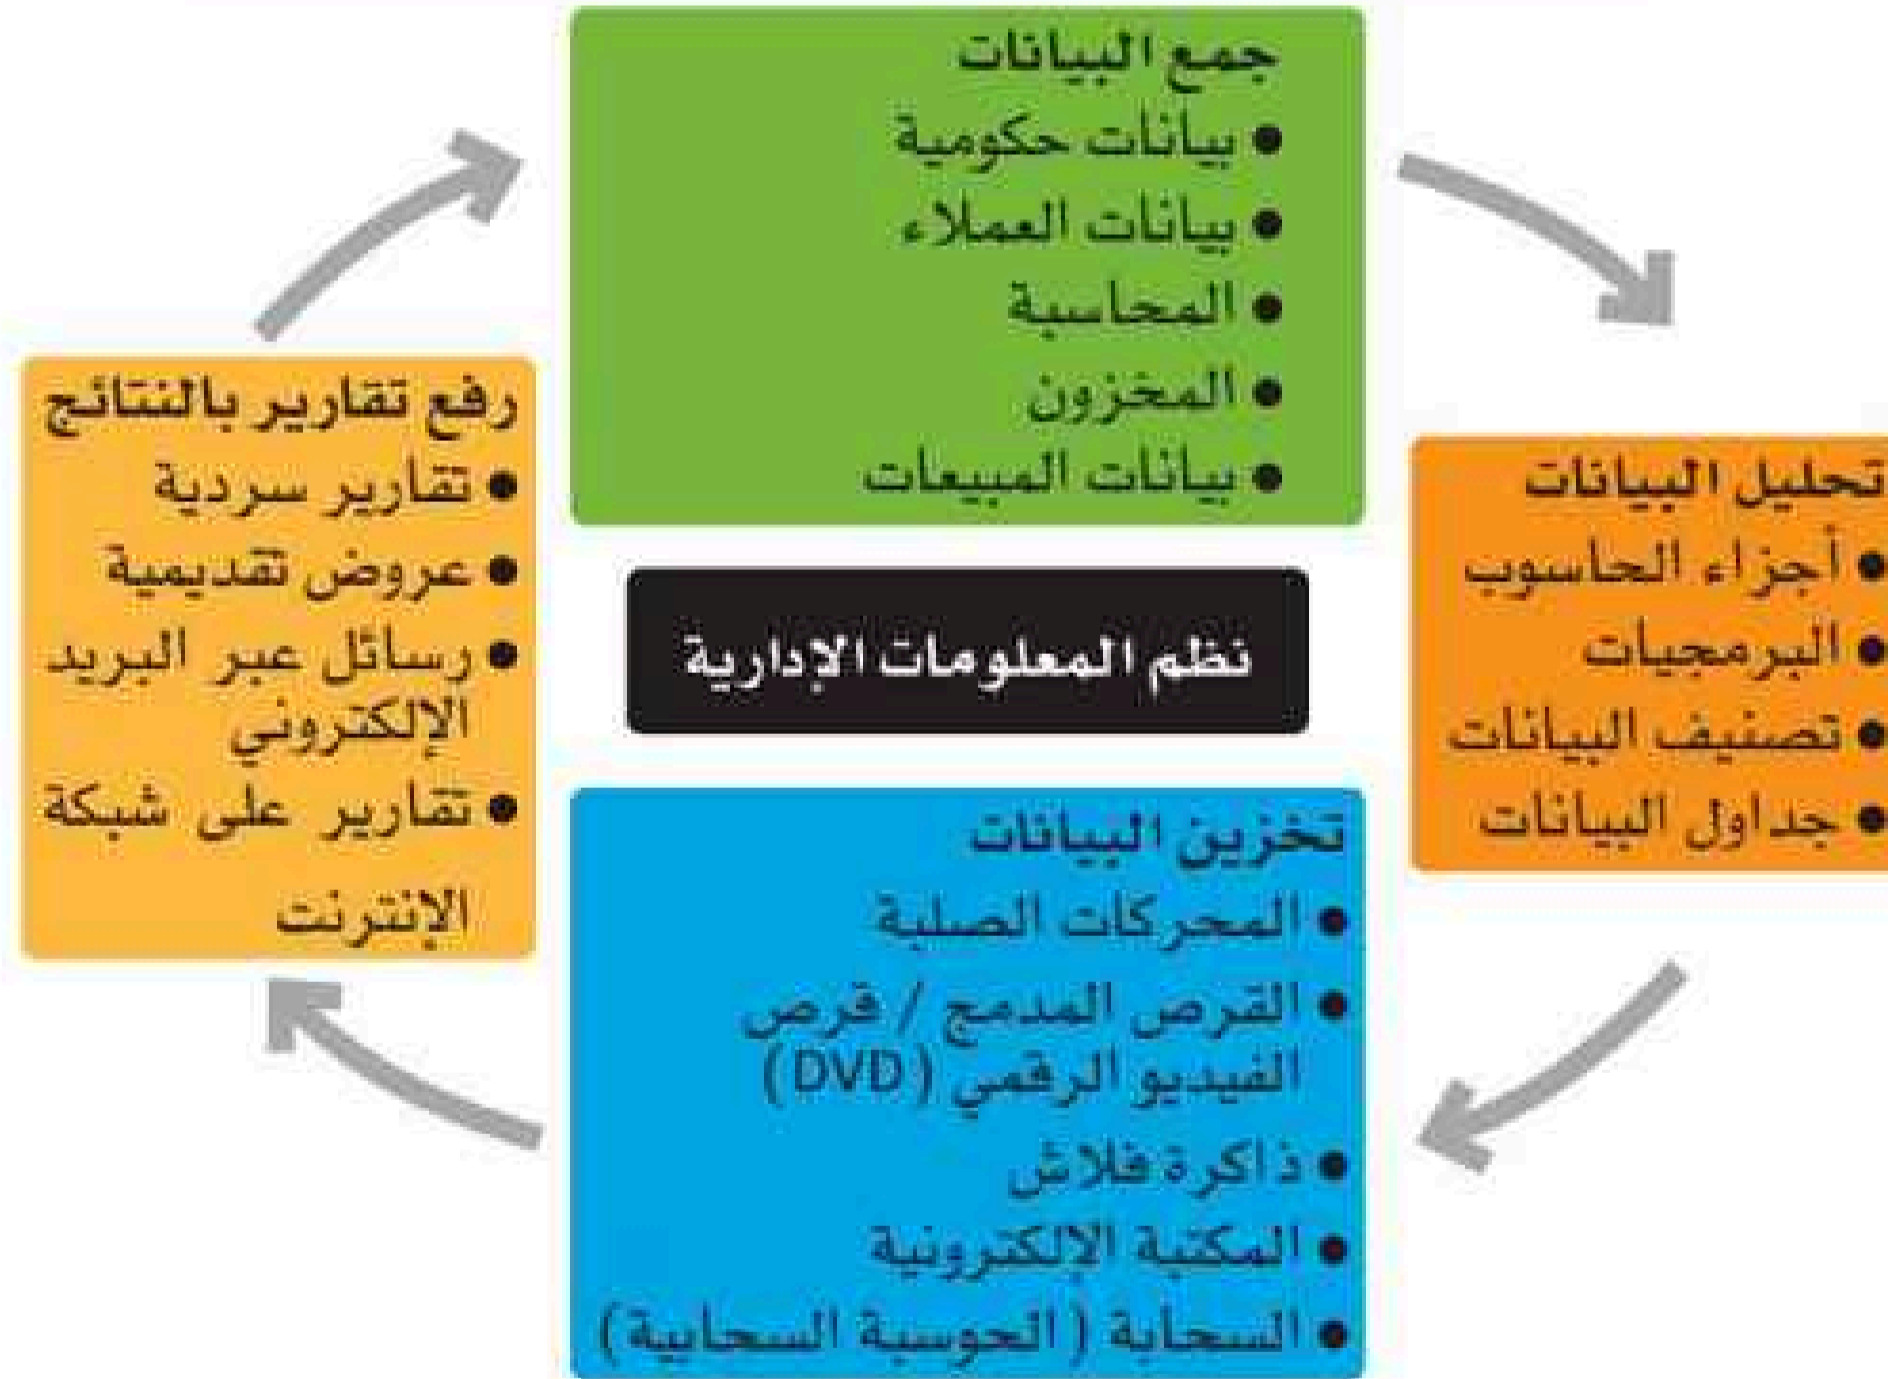 جمع البيانات
• بيانات حكومية
• بيانات العملاء
• المحاسبة
• المخزون
• بيانات المبيعات
تحليل البيانات
• أجزاء الحاسوب
• البرمجيات
• تصنيف البيانات
• جداول البيانات
نظم المعلومات الإدارية
تخزين البيانات
• المحركات الصلبة
• القرص المدمج / قرص
الفيديو الرقمي (DVD)
• ذاكرة فلاش
• المكتبة الإلكترونية
• السحابة (الحوسبة السحابية)
رفع تقارير بالنتائج
• تقارير سردية
• عروض تقديمية
• رسائل عبر البريد
الإلكتروني
• تقارير على شبكة
الإنترنت